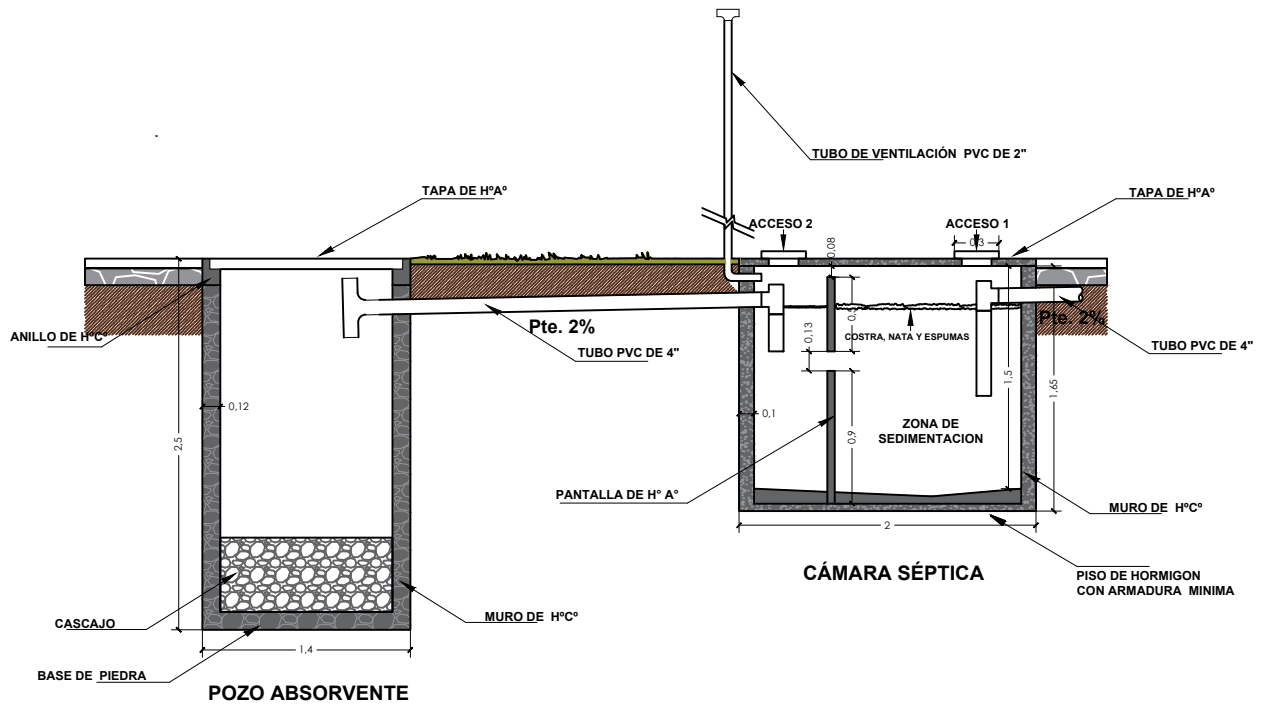 TUBO DE VENTILACIÓN PVC DE 2"
TAPA DE HºAº
TAPA DE HºAº
ACCESO 2
ACCESO 1
0,3
0,08
ANILLO DE HºCº
Pte. 2%
TUBO PVC DE 4"
0,13
0,5
COSTRA, NATA Y ESPUMAS
Pte. 2%
TUBO PVC DE 4"
0,12
2,5
0,1
0,9
1,5
1,65
ZONA DE
SEDIMENTACION
PANTALLA DE H° A°
MURO DE HºCº
2
CÁMARA SÉPTICA
PISO DE HORMIGON
CON ARMADURA MINIMA
CASCAJO
MURO DE HºCº
1,4
BASE DE PIEDRA
POZO ABSORVENTE